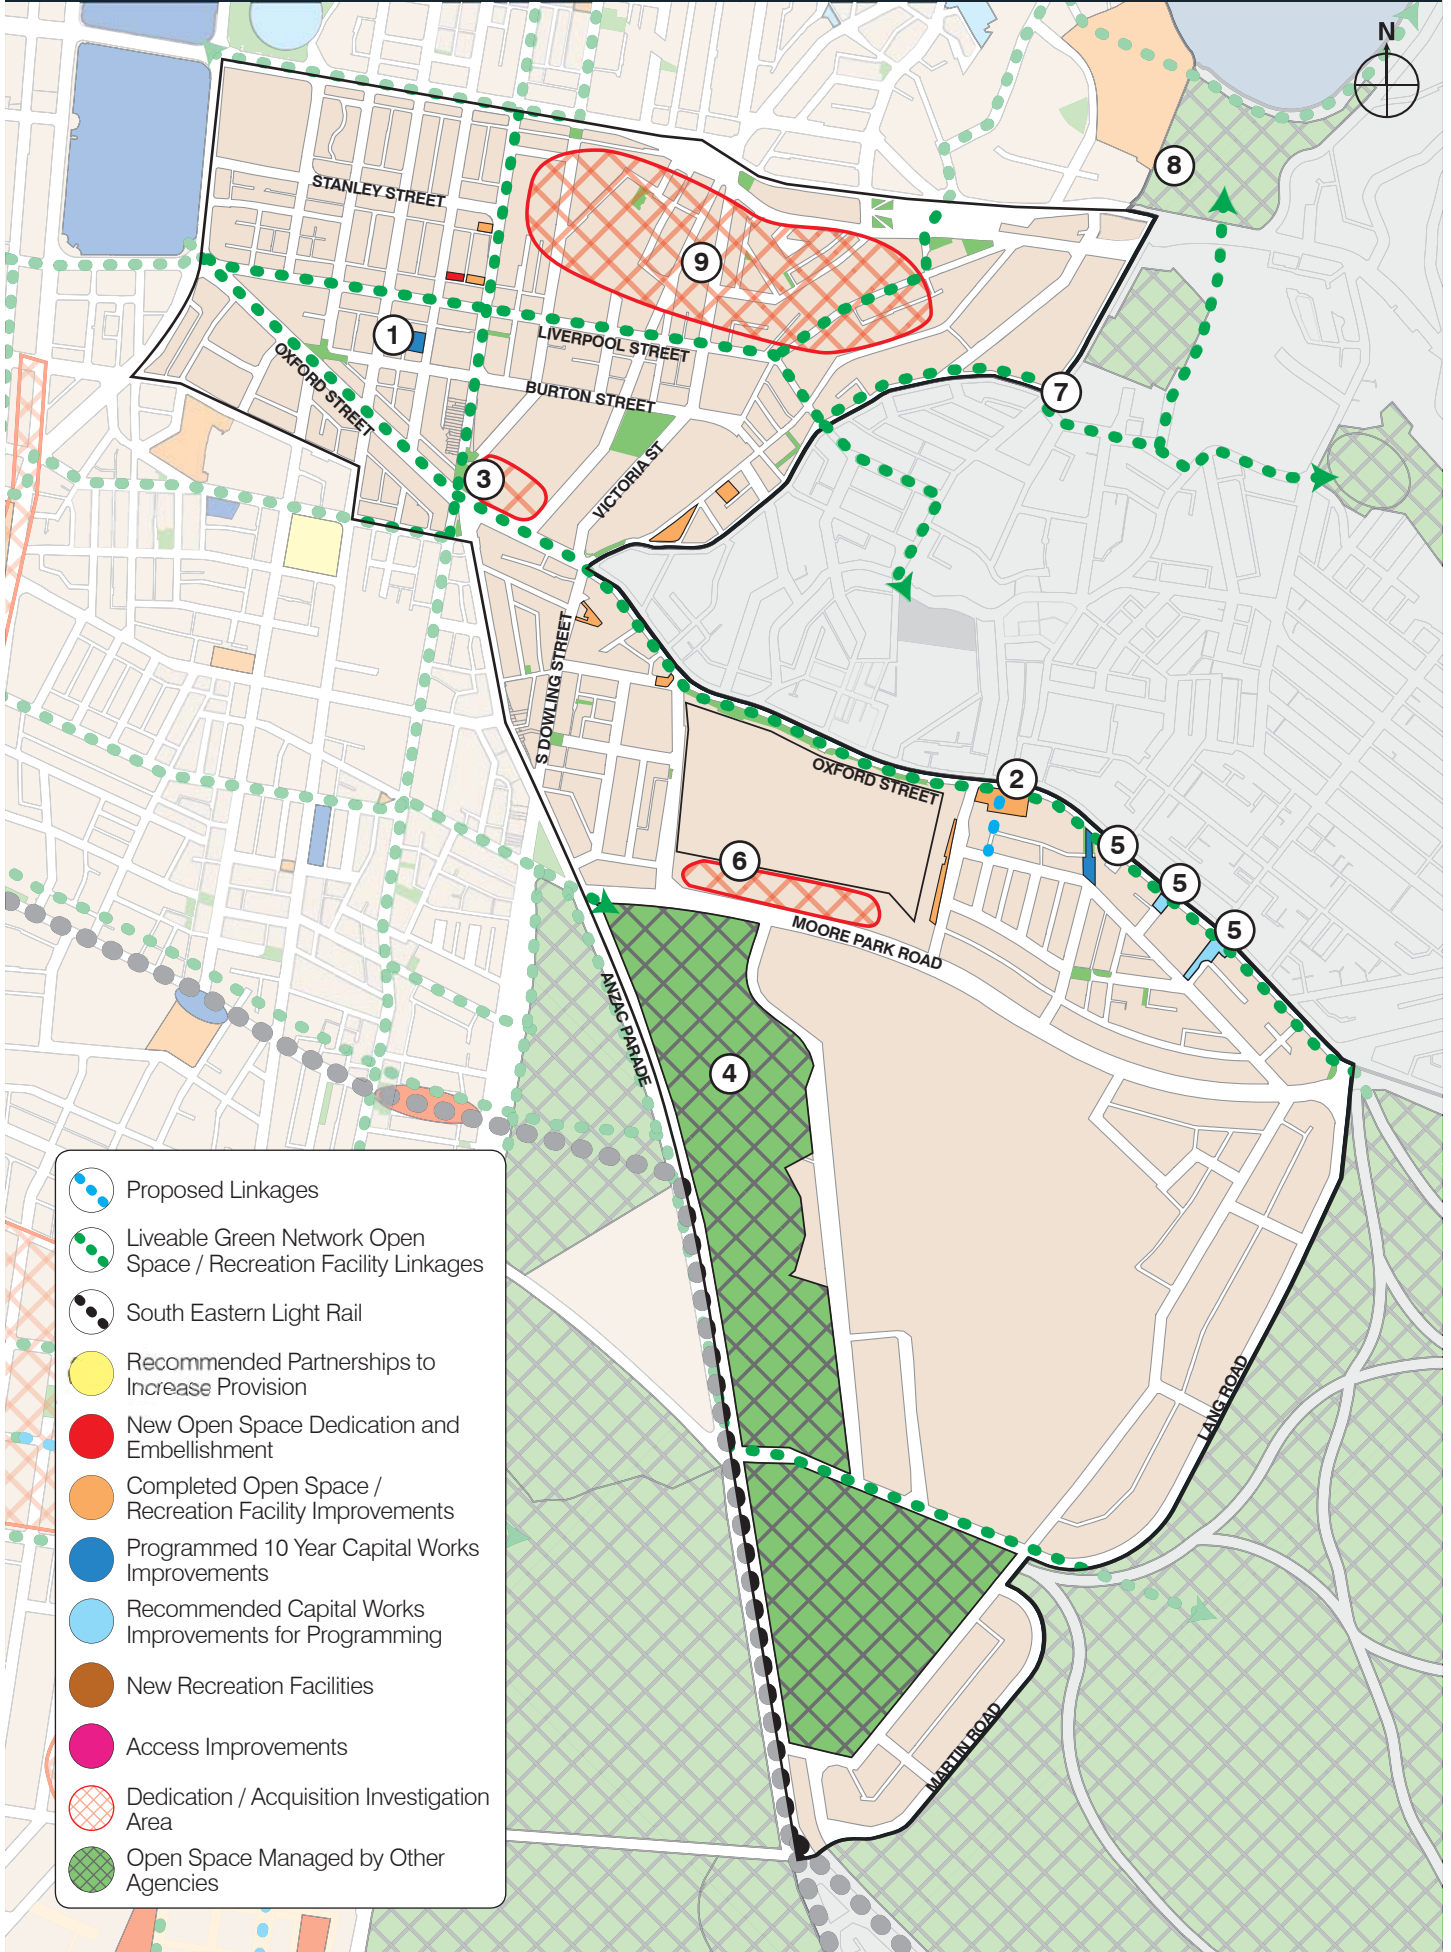 N
8
STANLEY STREET
9
1
LIVERPOOL STREET
OXFORD STREET
BURTON STREET
7
3
VICTORIA ST
S DOWLING STREET
OXFORD STREET
2
5
6
5
MOORE PARK ROAD
5
ANZAC PARADE
4
LANG ROAD
MARTIN ROAD
Proposed Linkages
Liveable Green Network Open
Space / Recreation Facility Linkages
South Eastern Light Rail
Recommended Partnerships to
Increase Provision
New Open Space Dedication and
Embellishment
Completed Open Space /
Recreation Facility Improvements
Programmed 10 Year Capital Works
Improvements
Recommended Capital Works
Improvements for Programming
New Recreation Facilities
Access Improvements
Dedication / Acquisition Investigation
Area
Open Space Managed by Other
Agencies